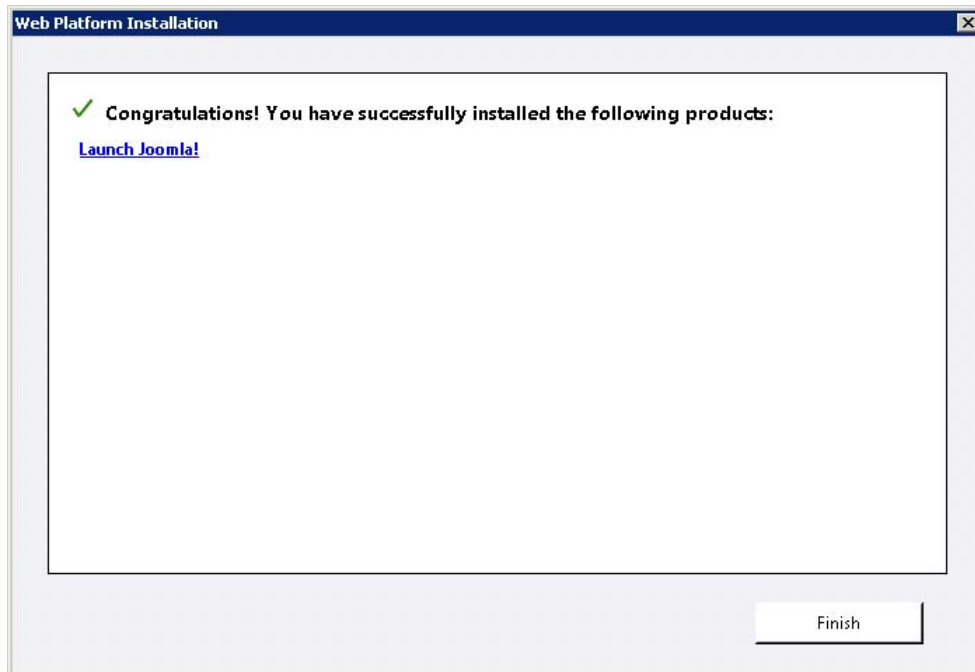 Web Platform Installation
Congratulations! You have successfully installed the following products:
Launch Joomla!
Finish